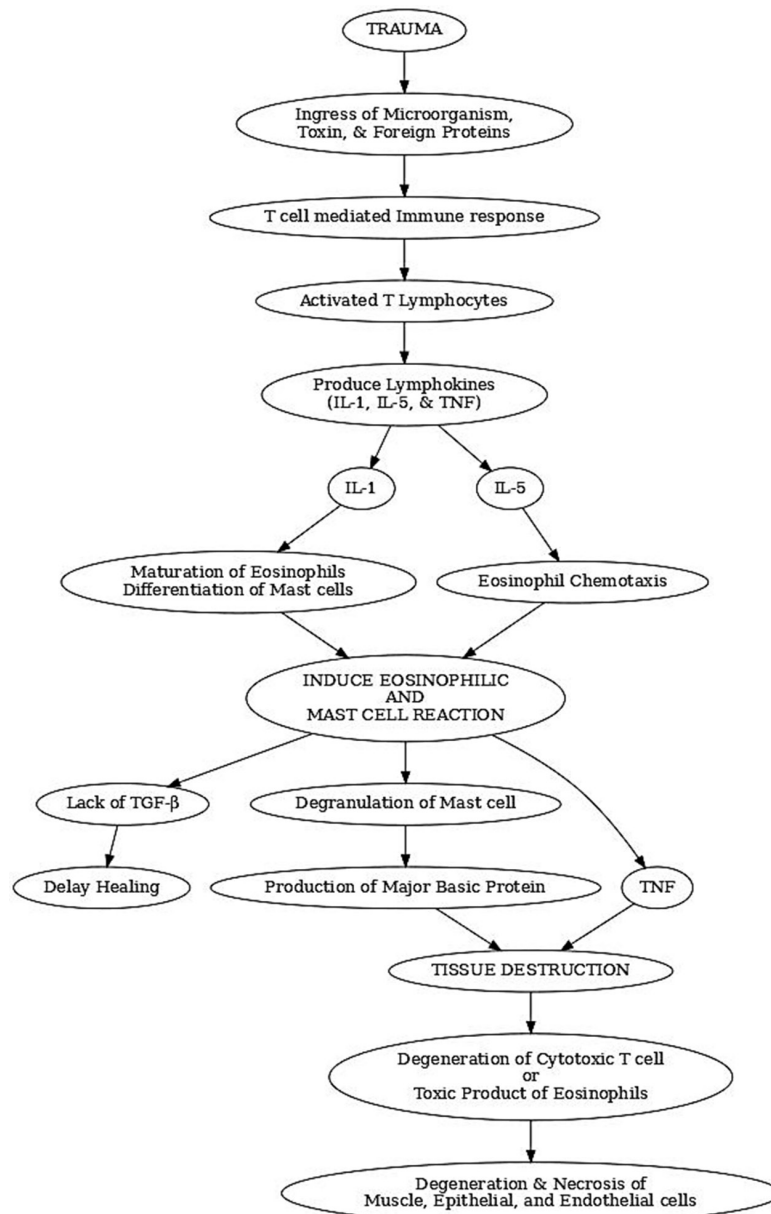 TRAUMA
Ingress of Microorganism,
Toxin, & Foreign Proteins
T cell mediated Immune response
Activated T Lymphocytes
Produce Lymphokines
(IL-1, IL-5, & TNF)
IL-1
IL-5
Maturation of Eosinophils
Differentiation of Mast cells
Eosinophil Chemotaxis
INDUCE EOSINOPHILIC
AND
MAST CELL REACTION
Lack of TGF-β
Degranulation of Mast cell
Delay Healing
Production of Major Basic Protein
TNF
TISSUE DESTRUCTION
Degeneration of Cytotoxic T cell
or
Toxic Product of Eosinophils
Degeneration & Necrosis of
Muscle, Epithelial, and Endothelial cells